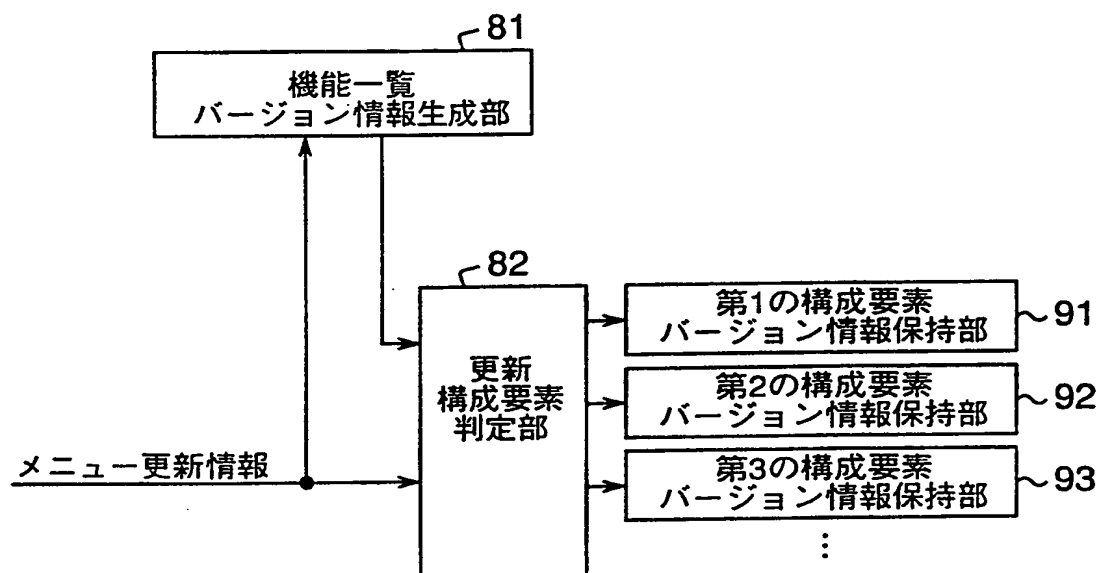 81
機能一覧
バージョン情報生成部
82
更新
構成要素
判定部
メニュー更新情報
第1の構成要素
バージョン情報保持部
91
第2の構成要素
バージョン情報保持部
92
第3の構成要素
バージョン情報保持部
93